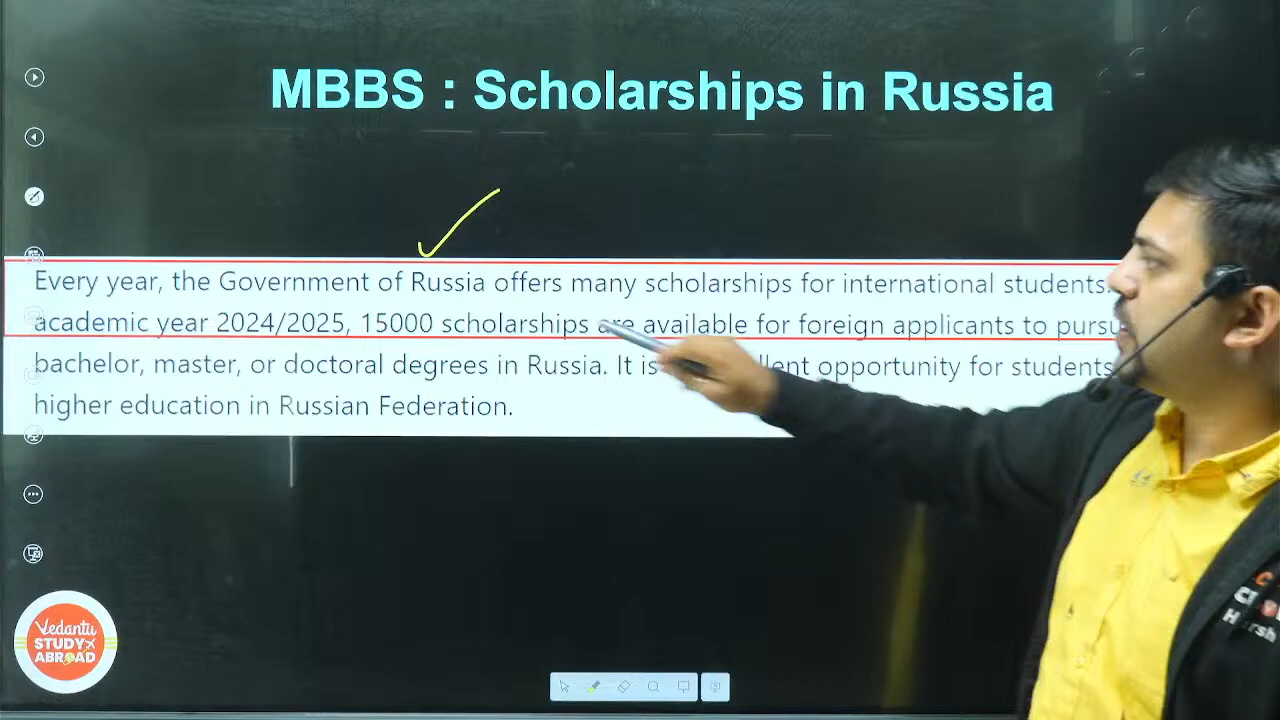 MBBS : Scholarships in Russia
Every year, the Government of Russia offers many scholarships for international students.
academic year 2024/2025, 15000 scholarships are available for foreign applicants to
bachelor, master, or doctoral degrees in Russia. It is opportunity for students
higher education in Russian Federation.
Vedantu
STUDY
ABROAD